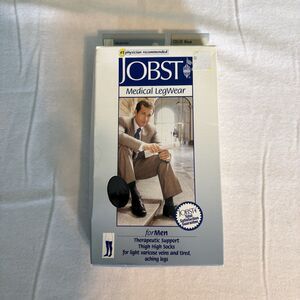 #1 physician recommended
JOBST
Medical LegWear
JOBST
forMen
Therapeutic Support
Thigh High Socks
for light varicose veins and tired,
aching legs